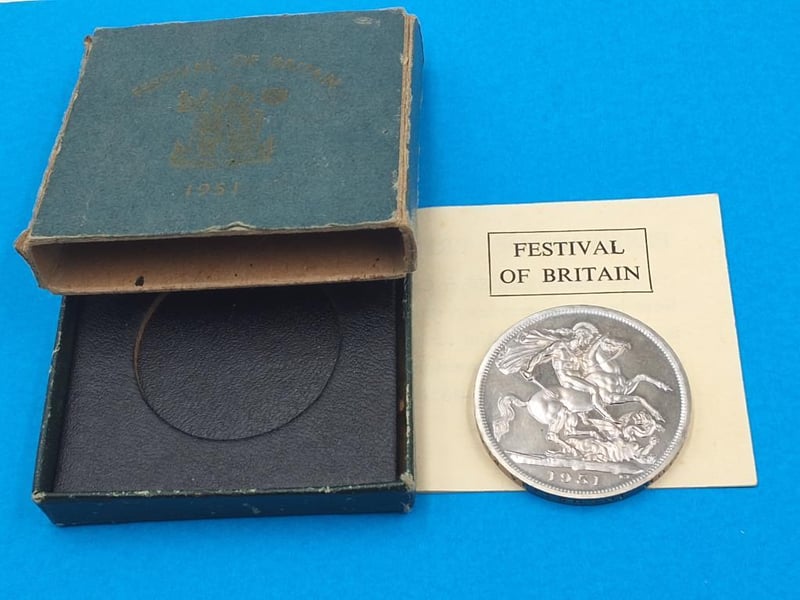 FESTIVAL OF BRITAIN
1951
FESTIVAL
OF BRITAIN
1951